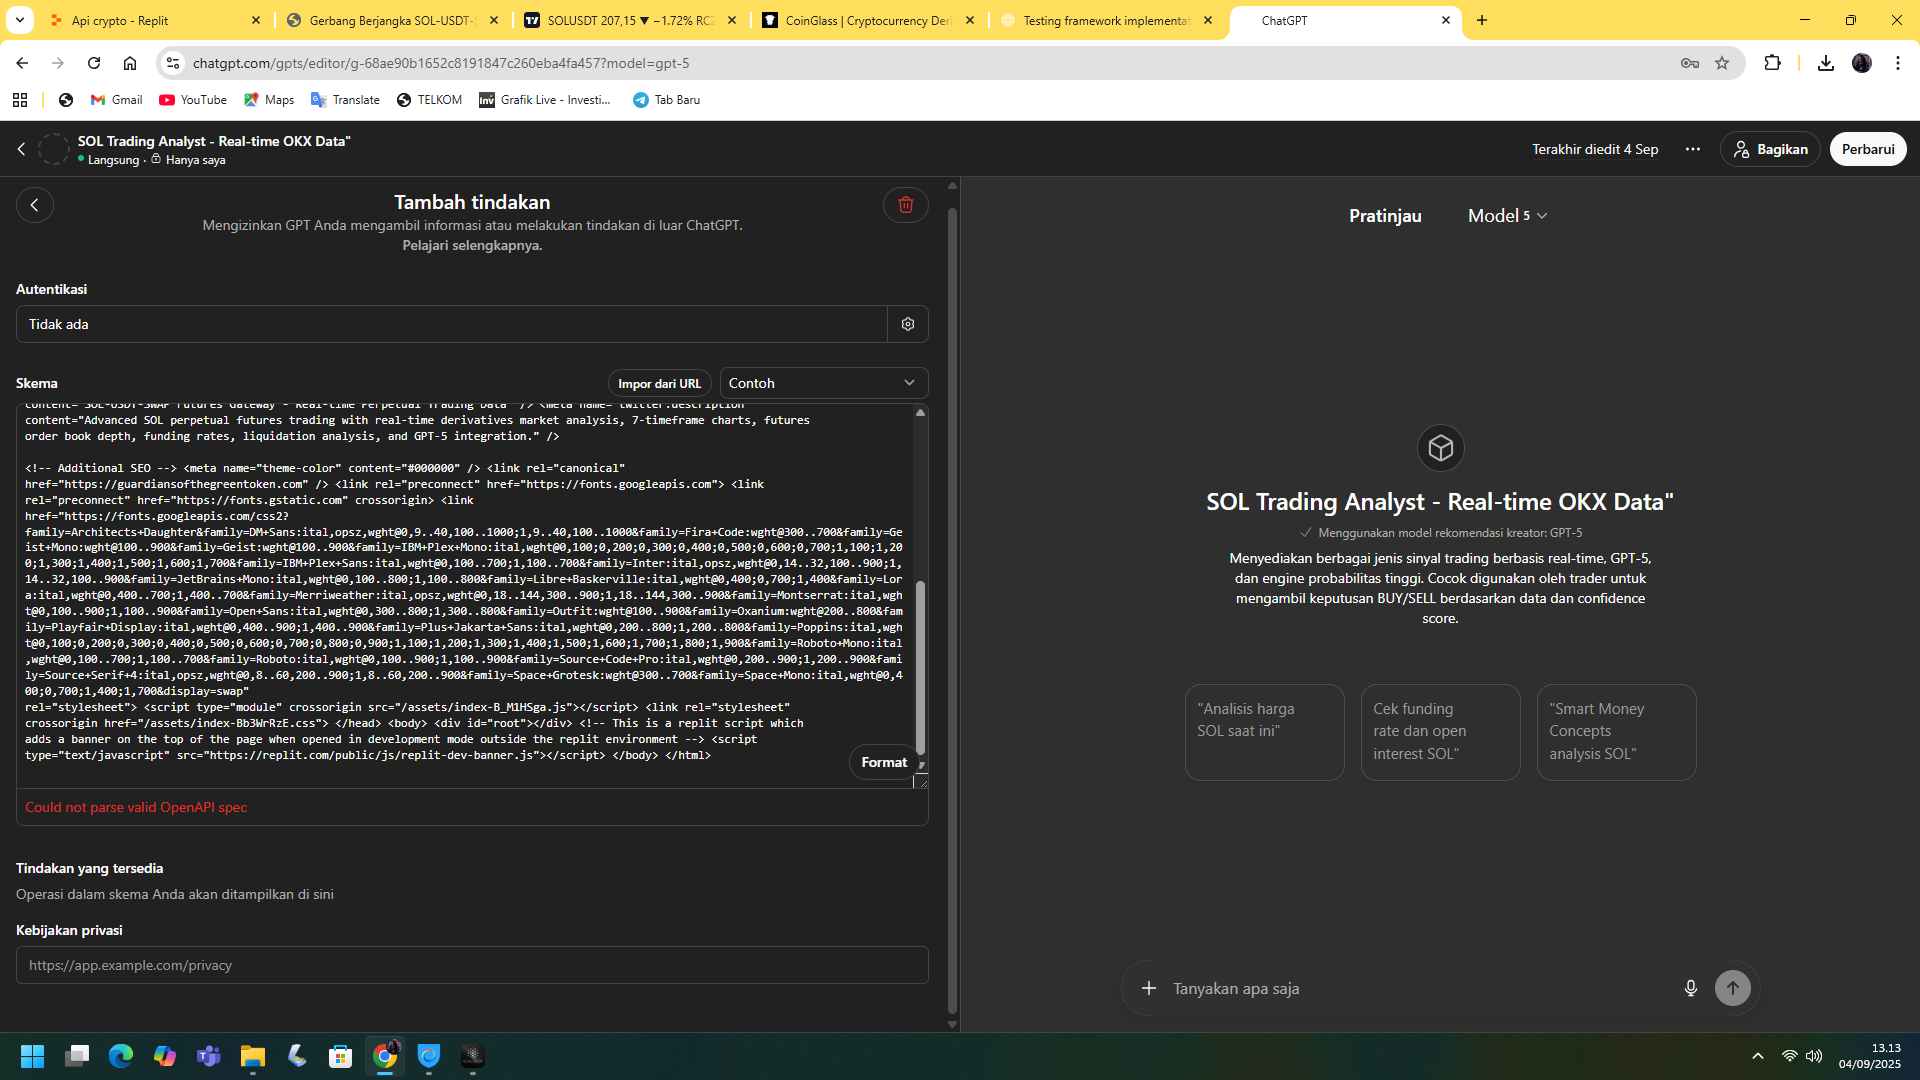 Api crypto - Replit
Gerbang Berjangka SOL-USDT-S
SOLUSDT 207,15 ▼ −1.72% RCZ
CoinGlass | Cryptocurrency Deri
Testing framework implementat
ChatGPT
chatgpt.com/gpts/editor/g-68ae90b1652c8191847c260eba4fa457?model=gpt-5
Gmail
YouTube
Maps
Translate
TELKOM
Grafik Live - Investi...
Tab Baru
SOL Trading Analyst - Real-time OKX Data"
Langsung · Hanya saya
Terakhir diedit 4 Sep
Bagikan
Perbarui
Tambah tindakan
Mengizinkan GPT Anda mengambil informasi atau melakukan tindakan di luar ChatGPT.
Pelajari selengkapnya.
Autentikasi
Tidak ada
Skema
Impor dari URL
Contoh
content="SOL-USDT-SWAP Futures Gateway - Real-time Perpetual Trading Data" /> <meta name="twitter:description"
content="Advanced SOL perpetual futures trading with real-time derivatives market analysis, 7-timeframe charts, futures
order book depth, funding rates, liquidation analysis, and GPT-5 integration." />
<!-- Additional SEO --> <meta name="theme-color" content="#000000" /> <link rel="canonical"
href="https://guardiansofthegreentoken.com" /> <link rel="preconnect" href="https://fonts.googleapis.com"> <link
rel="preconnect" href="https://fonts.gstatic.com" crossorigin> <link
href="https://fonts.googleapis.com/css2?
family=Architects+Daughter&family=DM+Sans:ital,opsz,wght@0,9..40,100..1000;1,9..40,100..1000&family=Fira+Code:wght@300..700&family=Ge
ist+Mono:wght@100..900&family=Geist:wght@100..900&family=IBM+Plex+Mono:ital,wght@0,100;0,200;0,300;0,400;0,500;0,600;0,700;1,100;1,20
0;1,300;1,400;1,500;1,600;1,700&family=IBM+Plex+Sans:ital,wght@0,100..700;1,100..700&family=Inter:ital,opsz,wght@0,14..32,100..900;1,
14..32,100..900&family=JetBrains+Mono:ital,wght@0,100..800;1,100..800&family=Libre+Baskerville:ital,wght@0,400;0,700;1,400&family=Lor
a:ital,wght@0,400..700;1,400..700&family=Merriweather:ital,opsz,wght@0,18..144,300..900;1,18..144,300..900&family=Montserrat:ital,wgh
t@0,100..900;1,100..900&family=Open+Sans:ital,wght@0,300..800;1,300..800&family=Outfit:wght@100..900&family=Oxanium:wght@200..800&fam
ily=Playfair+Display:ital,wght@0,400..900;1,400..900&family=Plus+Jakarta+Sans:ital,wght@0,200..800;1,200..800&family=Poppins:ital,wgh
t@0,100;0,200;0,300;0,400;0,500;0,600;0,700;0,800;0,900;1,100;1,200;1,300;1,400;1,500;1,600;1,700;1,800;1,900&family=Roboto+Mono:ital
,wght@0,100..700;1,100..700&family=Roboto:ital,wght@0,100..900;1,100..900&family=Source+Code+Pro:ital,wght@0,200..900;1,200..900&fami
ly=Source+Serif+4:ital,opsz,wght@0,8..60,200..900;1,8..60,200..900&family=Space+Grotesk:wght@300..700&family=Space+Mono:ital,wght@0,4
00;0,700;1,400;1,700&display=swap"
rel="stylesheet"> <script type="module" crossorigin src="/assets/index-B_M1HSga.js"></script> <link rel="stylesheet"
crossorigin href="/assets/index-Bb3WrRzE.css"> </head> <body> <div id="root"></div> <!-- This is a replit script which
adds a banner on the top of the page when opened in development mode outside the replit environment --> <script
type="text/javascript" src="https://replit.com/public/js/replit-dev-banner.js"></script> </body> </html>
Format
Could not parse valid OpenAPI spec
Tindakan yang tersedia
Operasi dalam skema Anda akan ditampilkan di sini
Kebijakan privasi
https://app.example.com/privacy
Pratinjau
Model 5
SOL Trading Analyst - Real-time OKX Data"
Menggunakan model rekomendasi kreator: GPT-5
Menyediakan berbagai jenis sinyal trading berbasis real-time, GPT-5,
dan engine probabilitas tinggi. Cocok digunakan oleh trader untuk
mengambil keputusan BUY/SELL berdasarkan data dan confidence
score.
"Analisis harga
SOL saat ini"
Cek funding
rate dan open
interest SOL"
"Smart Money
Concepts
analysis SOL"
Tanyakan apa saja
13.13
04/09/2025